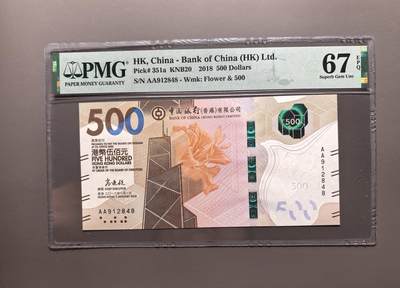 PMG
PAPER MONEY GUARANTY
HK, China - Bank of China (HK) Ltd.
Pick# 351a KNB20 2018 500 Dollars
S/N AA912848 - Wmk: Flower & 500
67 EPQ
Superb Gem Unc
500
中國銀行(香港)有限公司
BANK OF CHINA (HONG KONG) LIMITED
港幣伍佰元
FIVE HUNDRED
HONG KONG DOLLARS
AA912848
500
500
500
AA912848